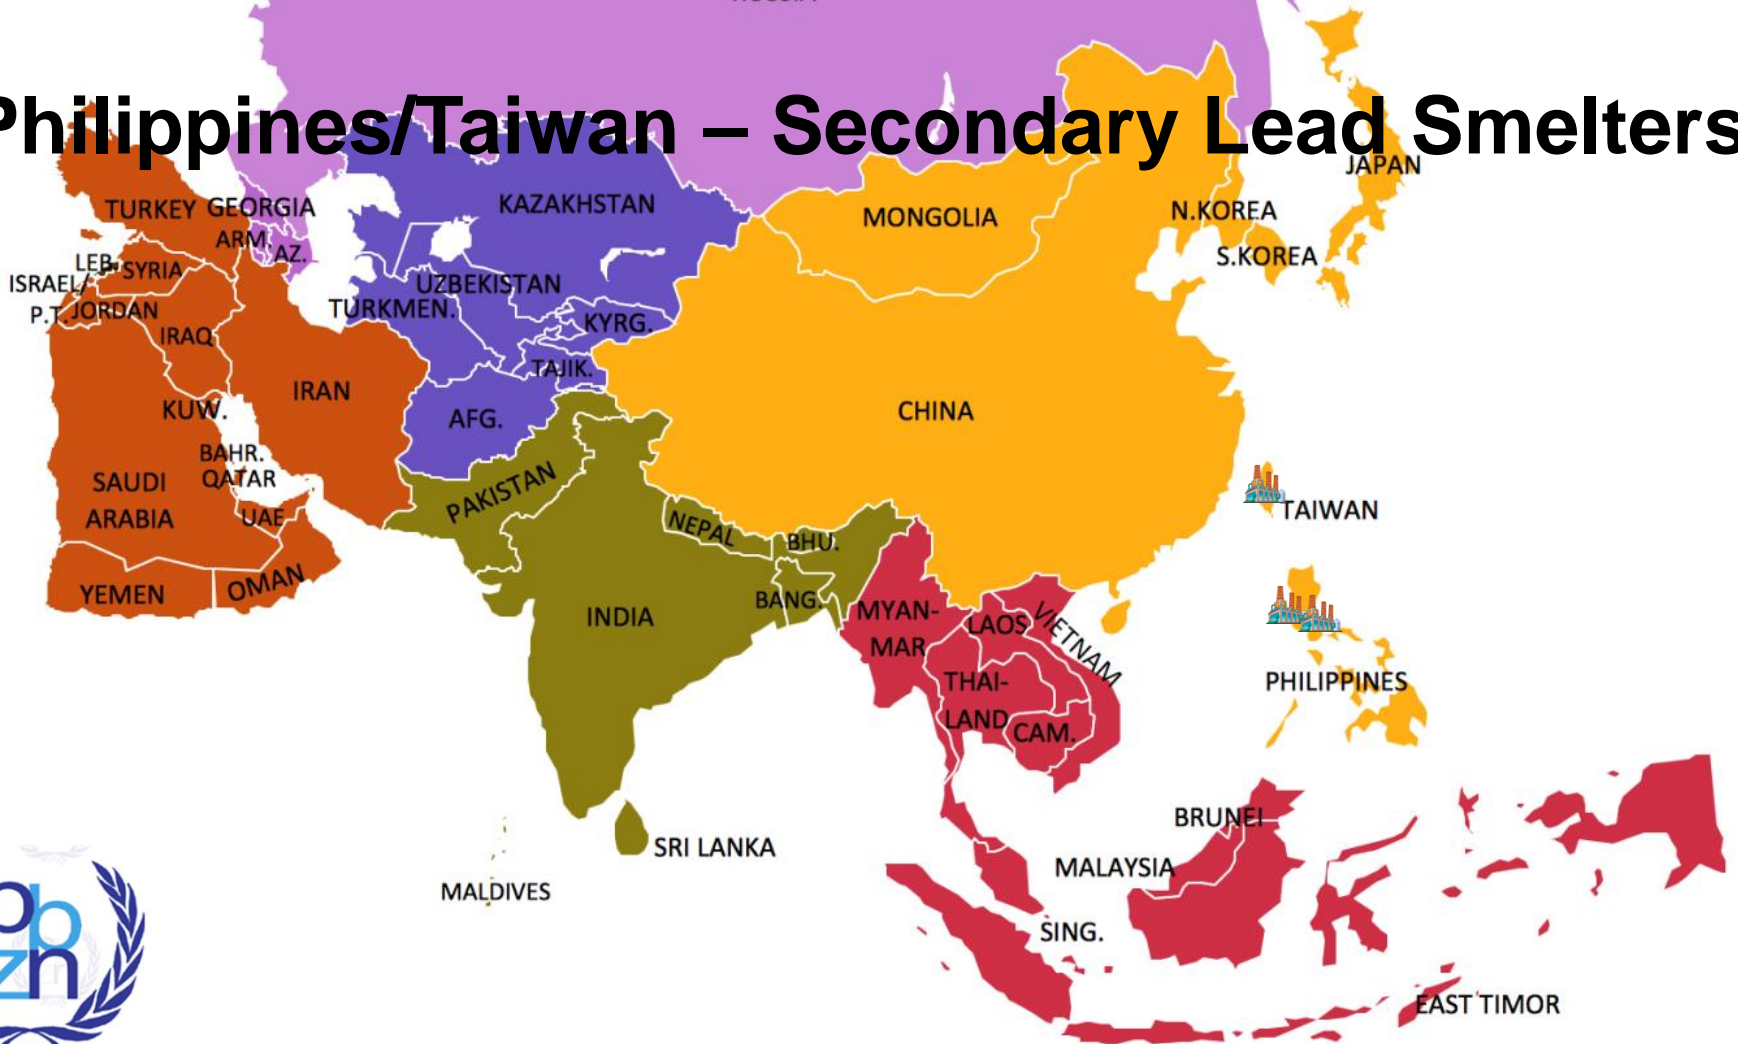 Philippines/Taiwan – Secondary Lead Smelters
JAPAN
KAZAKHSTAN
TURKEY
GEORGIA
MONGOLIA
N.KOREA
ARM.
AZ.
S.KOREA
LEB.
SYRIA
ISRAEL/
P.T.
JORDAN
UZBEKISTAN
TURKMEN.
KYRG.
IRAQ
TAJIK.
IRAN
KUW.
AFG.
CHINA
BAHR.
QATAR
SAUDI
ARABIA
PAKISTAN
UAE
TAIWAN
NEPAL
BHU.
YEMEN
OMAN
INDIA
BANG.
MYAN-
MAR
LAOS
VIETNAM
THAI-
LAND
CAM.
PHILIPPINES
BRUNEI
SRI LANKA
MALAYSIA
MALDIVES
SING.
EAST TIMOR
pb
zn